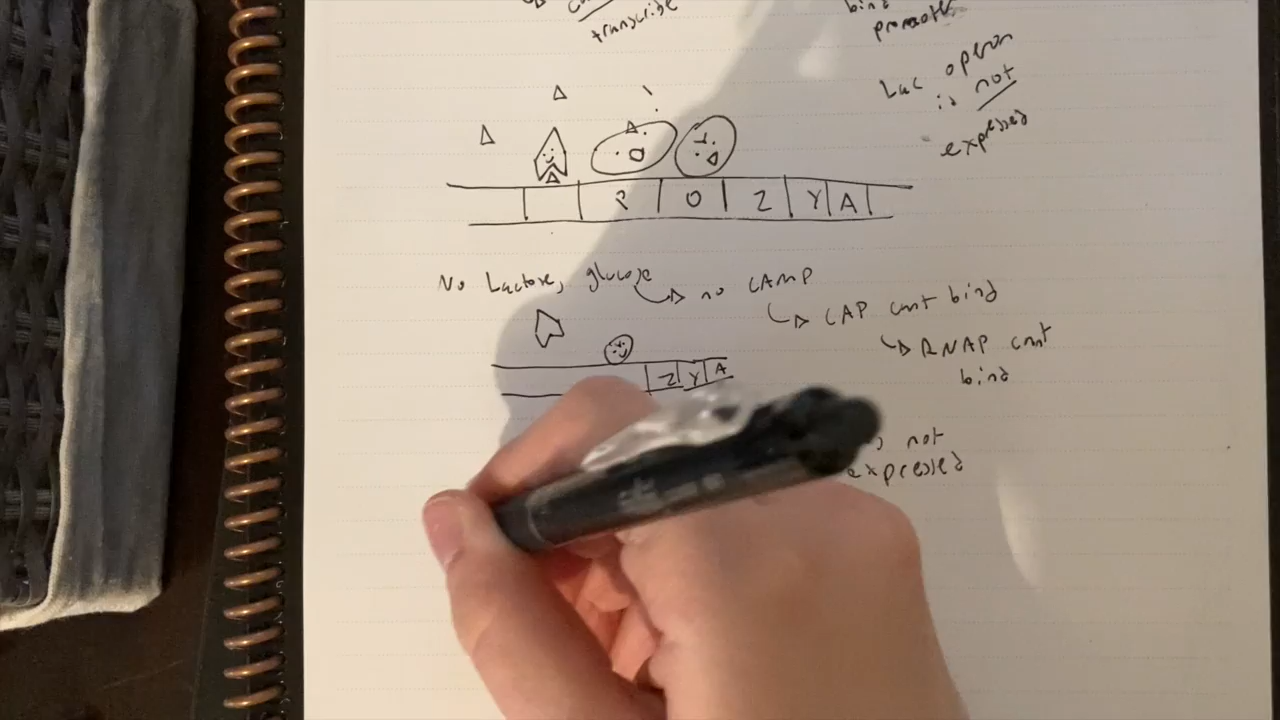 transcribe
bind
promoter
Lac operon
is not
expressed
P O Z Y A
No Lactose, glucose → no cAMP
↳ CAP cant bind
↳ RNAP cant
bind
Z Y A
not
expressed